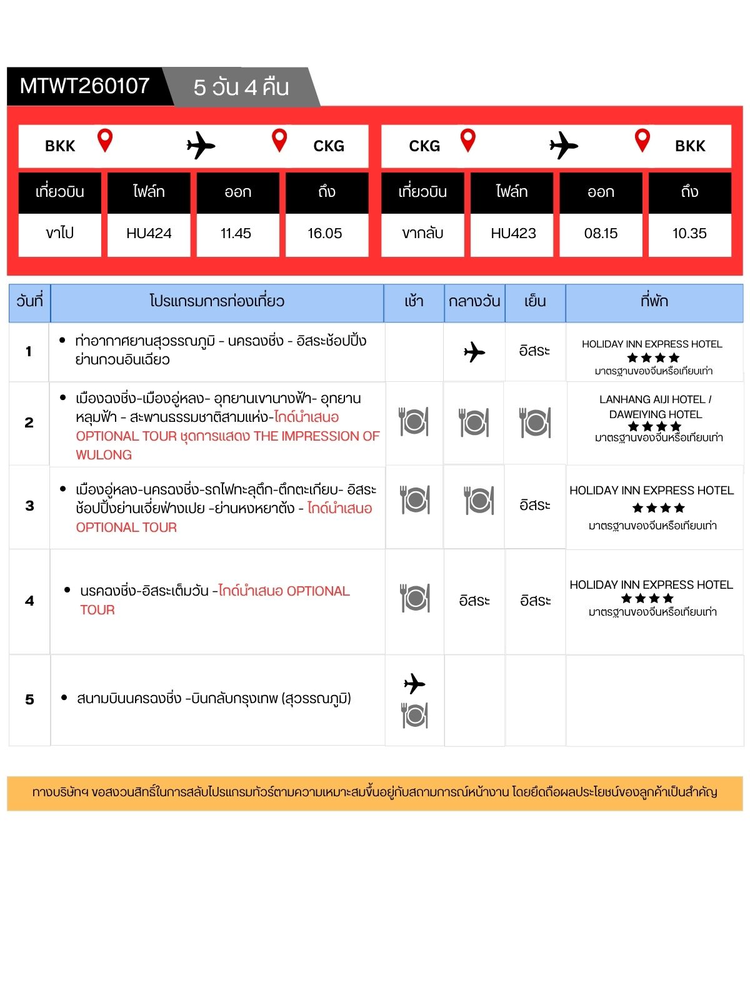 MTWT260107
5 วัน 4 คืน
BKK
CKG
CKG
BKK
เที่ยวบิน
ไฟล์ท
ออก
ถึง
เที่ยวบิน
ไฟล์ท
ออก
ถึง
ขาไป
HU424
11.45
16.05
ขากลับ
HU423
08.15
10.35
วันที่
โปรแกรมการท่องเที่ยว
เช้า
กลางวัน
เย็น
ที่พัก
1
• ท่าอากาศยานสุวรรณภูมิ - นครฉงชิ่ง - อิสระช้อปปิ้ง
ย่านกวนอินเฉียว
อิสระ
HOLIDAY INN EXPRESS HOTEL
★★★★
มาตรฐานของจีนหรือเทียบเท่า
2
• เมืองฉงชิ่ง-เมืองอู่หลง- อุทยานเขานางฟ้า- อุทยาน
หลุมฟ้า - สะพานธรรมชาติสามแห่ง-ไกด์นำเสนอ
OPTIONAL TOUR ชุดการแสดง THE IMPRESSION OF
WULONG
LANHANG AIJI HOTEL /
DAWEIYING HOTEL
★★★★
มาตรฐานของจีนหรือเทียบเท่า
3
• เมืองอู่หลง-นครฉงชิ่ง-รถไฟทะลุตึก-ตึกตะเกียบ- อิสระ
ช้อปปิ้งย่านเจี่ยฟ่างเปย -ย่านหงหยาต้ง - ไกด์นำเสนอ
OPTIONAL TOUR
อิสระ
HOLIDAY INN EXPRESS HOTEL
★★★★
มาตรฐานของจีนหรือเทียบเท่า
4
• นรคฉงชิ่ง-อิสระเต็มวัน -ไกด์นำเสนอ OPTIONAL
TOUR
อิสระ
อิสระ
HOLIDAY INN EXPRESS HOTEL
★★★★
มาตรฐานของจีนหรือเทียบเท่า
5
• สนามบินนครฉงชิ่ง -บินกลับกรุงเทพ (สุวรรณภูมิ)
ทางบริษัทฯ ขอสงวนสิทธิ์ในการสลับโปรแกรมทัวร์ตามความเหมาะสมขึ้นอยู่กับสถามการณ์หน้างาน โดยยึดถือผลประโยชน์ของลูกค้าเป็นสำคัญ